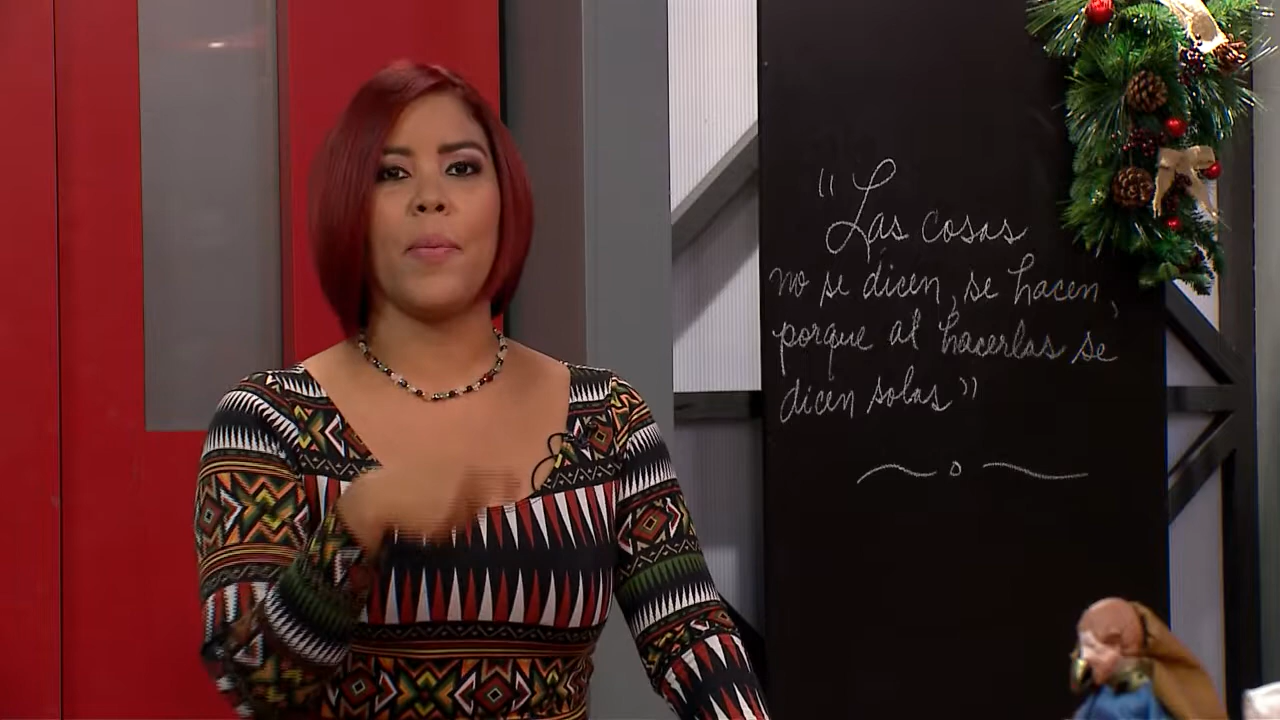 "Las cosas
no se dicen, se hacen,
porque al hacerlas se
dicen solas"